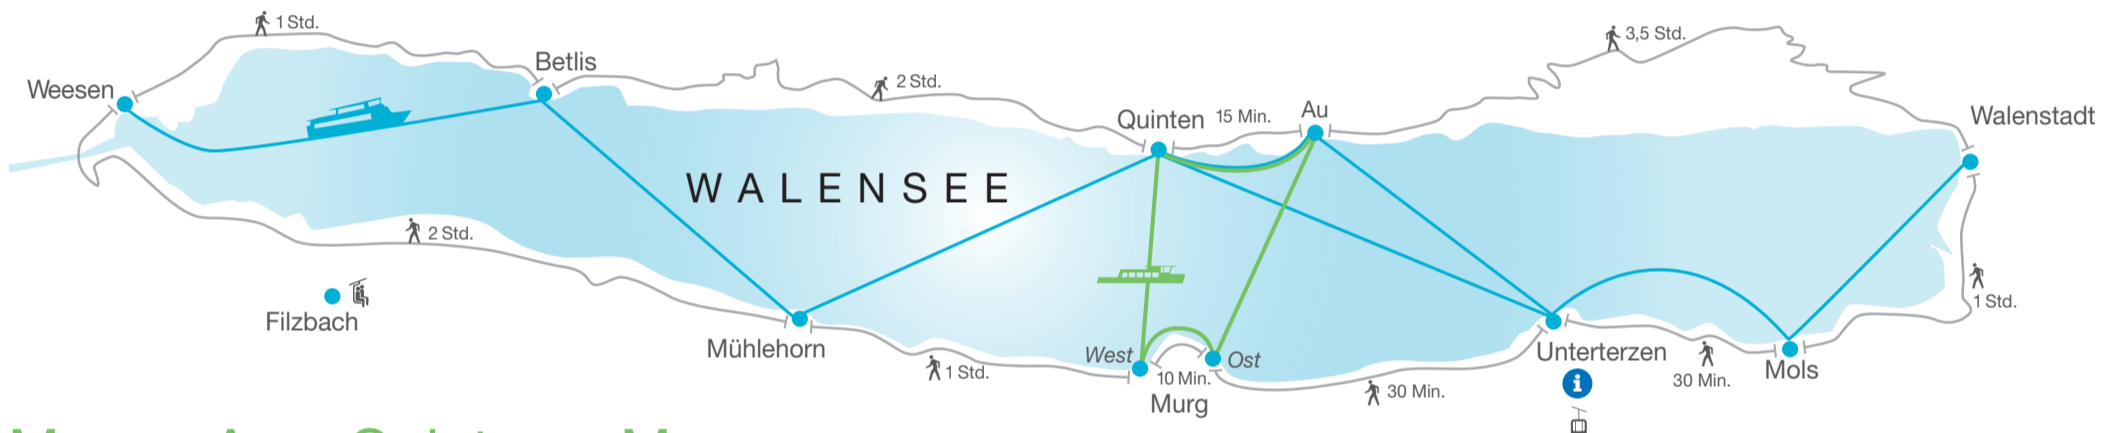 1 Std.
Weesen
Betlis
2 Std.
Quinten
15 Min.
Au
3,5 Std.
Walenstadt
WALENSEE
2 Std.
Filzbach
Mühlehorn
1 Std.
West
10 Min.
Ost
Murg
30 Min.
Unterterzen
i
30 Min.
Mols
1 Std.